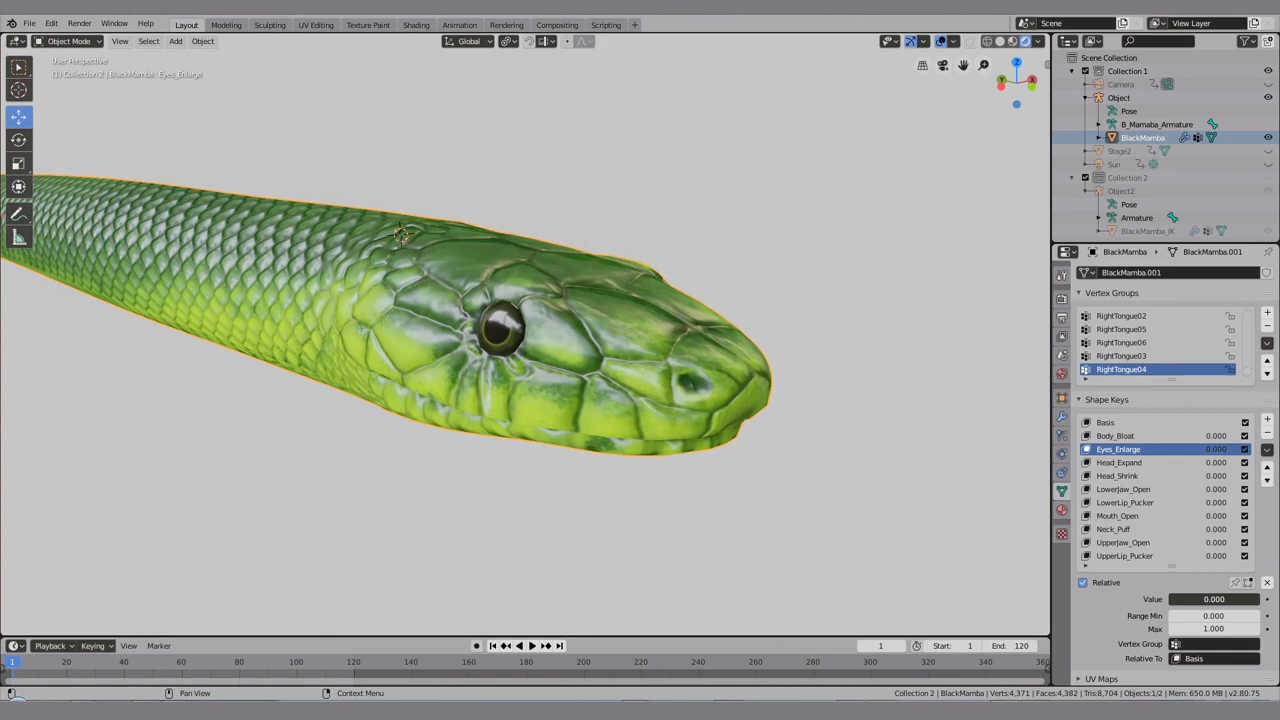 File Edit Render Window Help Layout Modeling Sculpting UV Editing Texture Paint Shading Animation Rendering Compositing Scripting + Scene View Layer
Object Mode View Select Add Object Global
User Perspective
(1) Collection 2 | BlackMamba : Eyes_Enlarge
Z
Y X
Scene Collection
Collection 1
Camera
Object
Pose
B_Mamaba_Armature
BlackMamba
Stage2
Sun
Collection 2
Object2
Pose
Armature
BlackMamba_IK
BlackMamba BlackMamba.001
BlackMamba.001
Vertex Groups
RightTongue02
RightTongue05
RightTongue06
RightTongue03
RightTongue04
Shape Keys
Basis
Body_Bloat 0.000
Eyes_Enlarge 0.000
Head_Expand 0.000
Head_Shrink 0.000
LowerJaw_Open 0.000
LowerLip_Pucker 0.000
Mouth_Open 0.000
Neck_Puff 0.000
UpperJaw_Open 0.000
UpperLip_Pucker 0.000
Relative
Value 0.000
Range Min 0.000
Max 1.000
Vertex Group
Relative To Basis
UV Maps
Playback Keying View Marker 1 Start: 1 End: 120
1 20 40 60 80 100 120 140 160 180 200 220 240 260 280 300 320 340 360
Pan View Context Menu Collection 2 | BlackMamba | Verts:4,371 | Faces:4,382 | Tris:8,704 | Objects:1/2 | Mem: 650.0 MB | v2.80.75